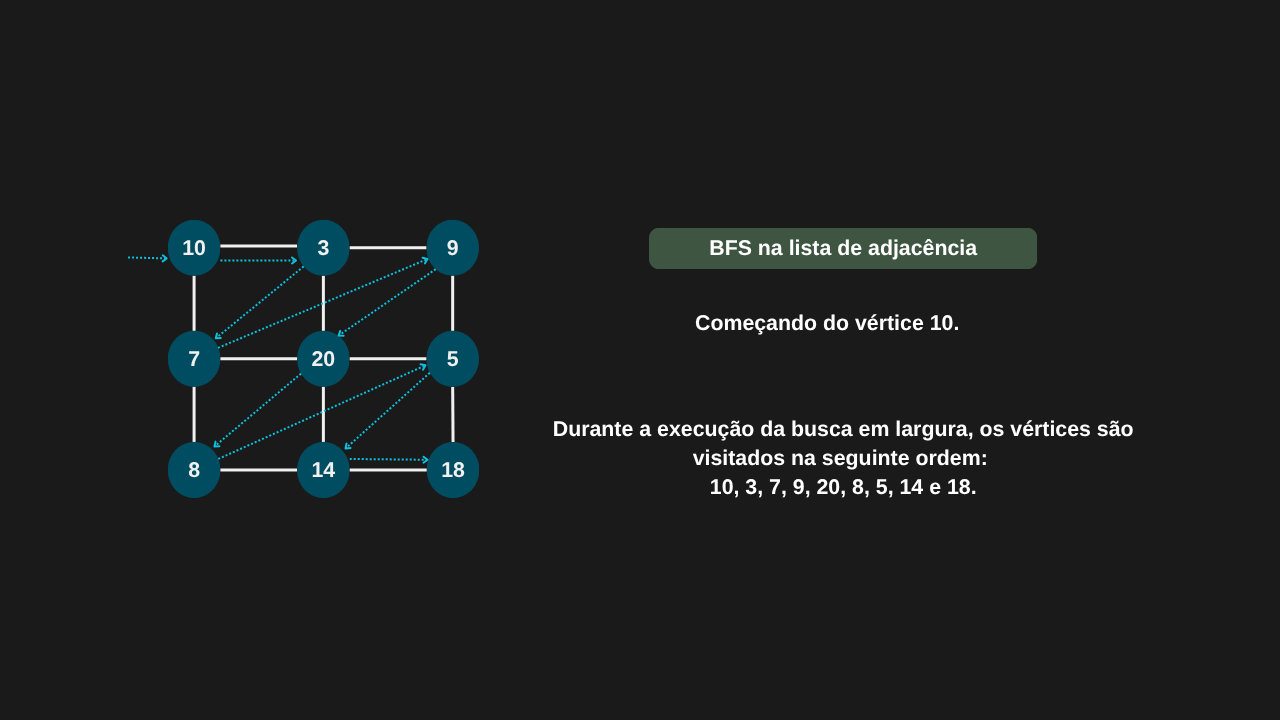 10 3 9
7 20 5
8 14 18
BFS na lista de adjacência
Começando do vértice 10.
Durante a execução da busca em largura, os vértices são
visitados na seguinte ordem:
10, 3, 7, 9, 20, 8, 5, 14 e 18.